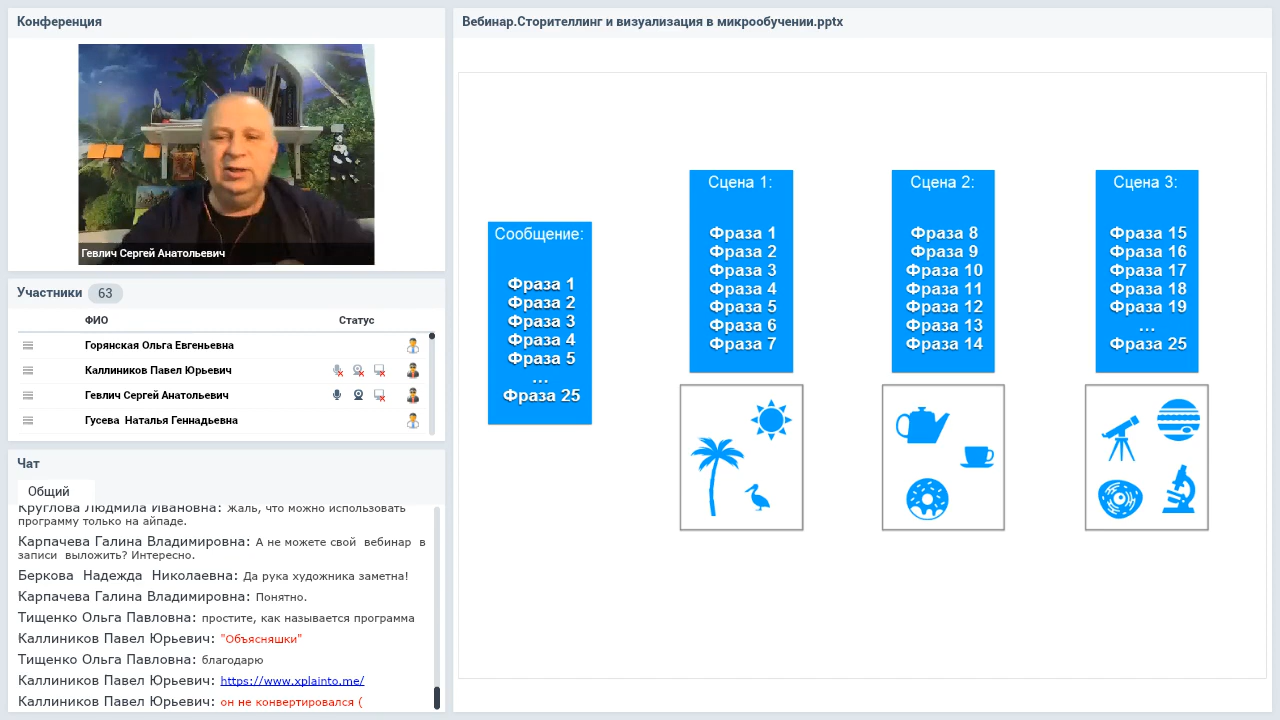 Конференция
Гевлич Сергей Анатольевич
Участники 63
ФИО Статус
Горянская Ольга Евгеньевна
Каллиников Павел Юрьевич
Гевлич Сергей Анатольевич
Гусева Наталья Геннадьевна
Чат
Общий
Круглова Людмила Ивановна: Жаль, что можно использовать
программу только на айпаде.
Карпачева Галина Владимировна: А не можете свой вебинар в
записи выложить? Интересно.
Беркова Надежда Николаевна: Да рука художника заметна!
Карпачева Галина Владимировна: Понятно.
Тищенко Ольга Павловна: простите, как называется программа
Каллиников Павел Юрьевич: "Объясняшки"
Тищенко Ольга Павловна: благодарю
Каллиников Павел Юрьевич: https://www.xplainto.me/
Каллиников Павел Юрьевич: он не конвертировался (
Вебинар.Сторителлинг и визуализация в микрообучении.pptx
Сообщение:
Фраза 1
Фраза 2
Фраза 3
Фраза 4
Фраза 5
...
Фраза 25
Сцена 1:
Фраза 1
Фраза 2
Фраза 3
Фраза 4
Фраза 5
Фраза 6
Фраза 7
Сцена 2:
Фраза 8
Фраза 9
Фраза 10
Фраза 11
Фраза 12
Фраза 13
Фраза 14
Сцена 3:
Фраза 15
Фраза 16
Фраза 17
Фраза 18
Фраза 19
...
Фраза 25